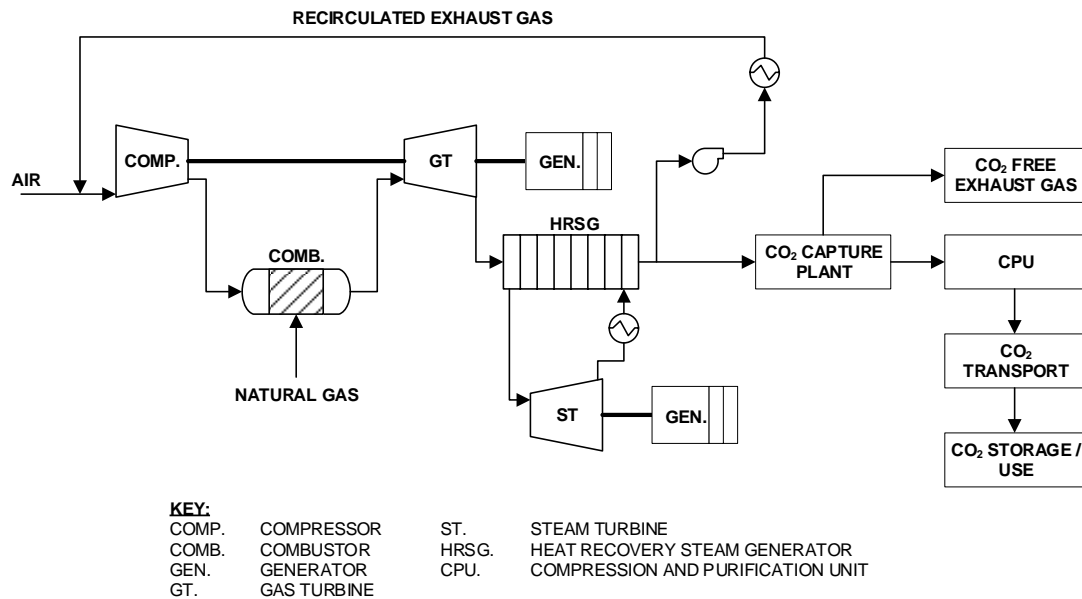 RECIRCULATED EXHAUST GAS
COMP.
GT
GEN.
AIR
CO₂ FREE
EXHAUST GAS
HRSG
COMB.
CO₂ CAPTURE
PLANT
CPU
NATURAL GAS
CO₂
TRANSPORT
ST
GEN.
CO₂ STORAGE /
USE
KEY:
COMP. COMPRESSOR ST. STEAM TURBINE
COMB. COMBUSTOR HRSG. HEAT RECOVERY STEAM GENERATOR
GEN. GENERATOR CPU. COMPRESSION AND PURIFICATION UNIT
GT. GAS TURBINE